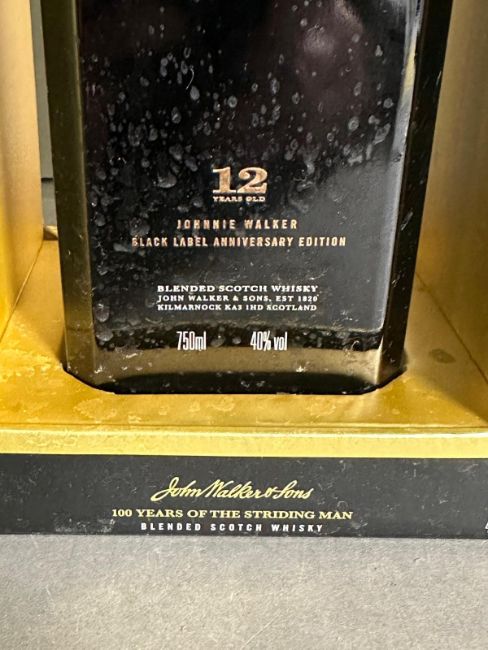 12
YEARS OLD
JOHNNIE WALKER
BLACK LABEL ANNIVERSARY EDITION
BLENDED SCOTCH WHISKY
JOHN WALKER & SONS, EST 1820
KILMARNOCK KA3 1HD SCOTLAND
750ml 40% vol
John Walker & Sons
100 YEARS OF THE STRIDING MAN
BLENDED SCOTCH WHISKY